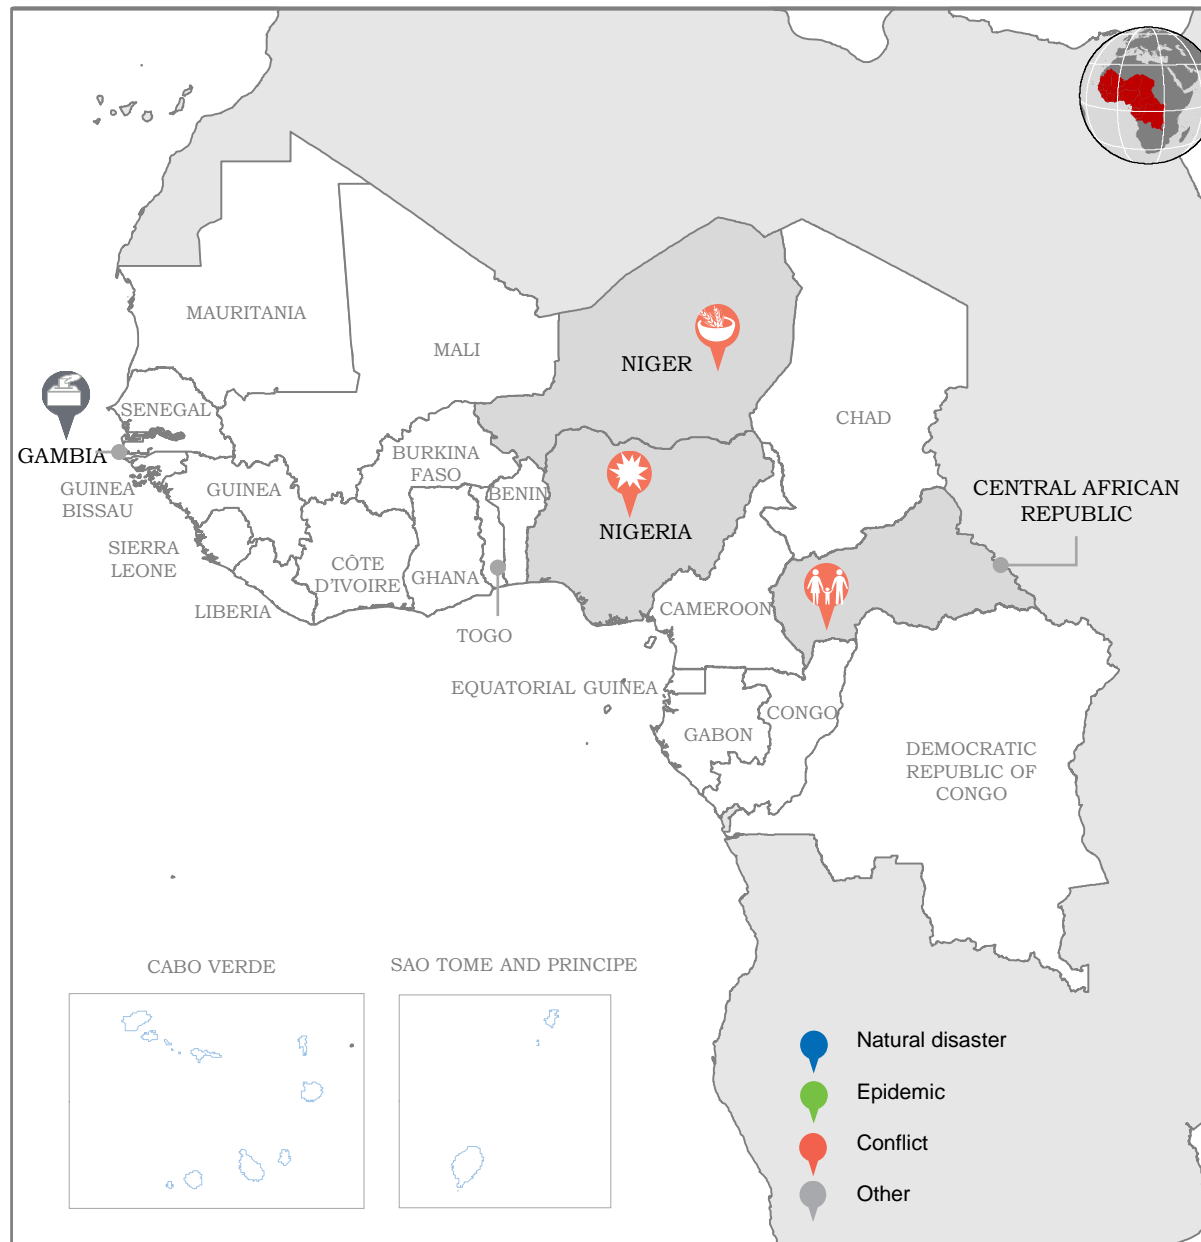 MAURITANIA
MALI
NIGER
CHAD
SENEGAL
GAMBIA
GUINEA
BISSAU
GUINEA
BURKINA
FASO
BENIN
NIGERIA
CENTRAL AFRICAN
REPUBLIC
SIERRA
LEONE
CÔTE
D'IVOIRE
GHANA
LIBERIA
CAMEROON
TOGO
EQUATORIAL GUINEA
CONGO
GABON
DEMOCRATIC
REPUBLIC OF
CONGO
CABO VERDE
SAO TOME AND PRINCIPE
Natural disaster
Epidemic
Conflict
Other